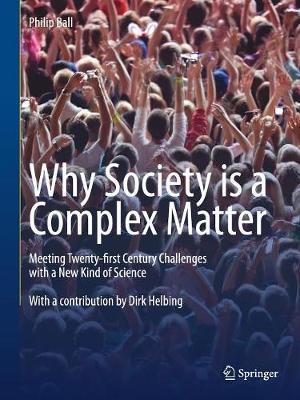 Philip Ball
Why Society is a
Complex Matter
Meeting Twenty-first Century Challenges
with a New Kind of Science
With a contribution by Dirk Helbing
Springer